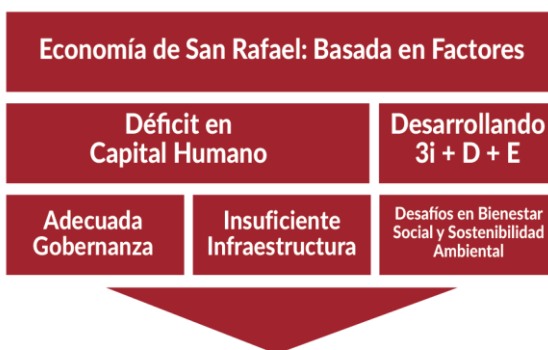 Economía de San Rafael: Basada en Factores
Déficit en
Capital Humano
Desarrollando
3i + D + E
Adecuada
Gobernanza
Insuficiente
Infraestructura
Desafíos en Bienestar
Social y Sostenibilidad
Ambiental